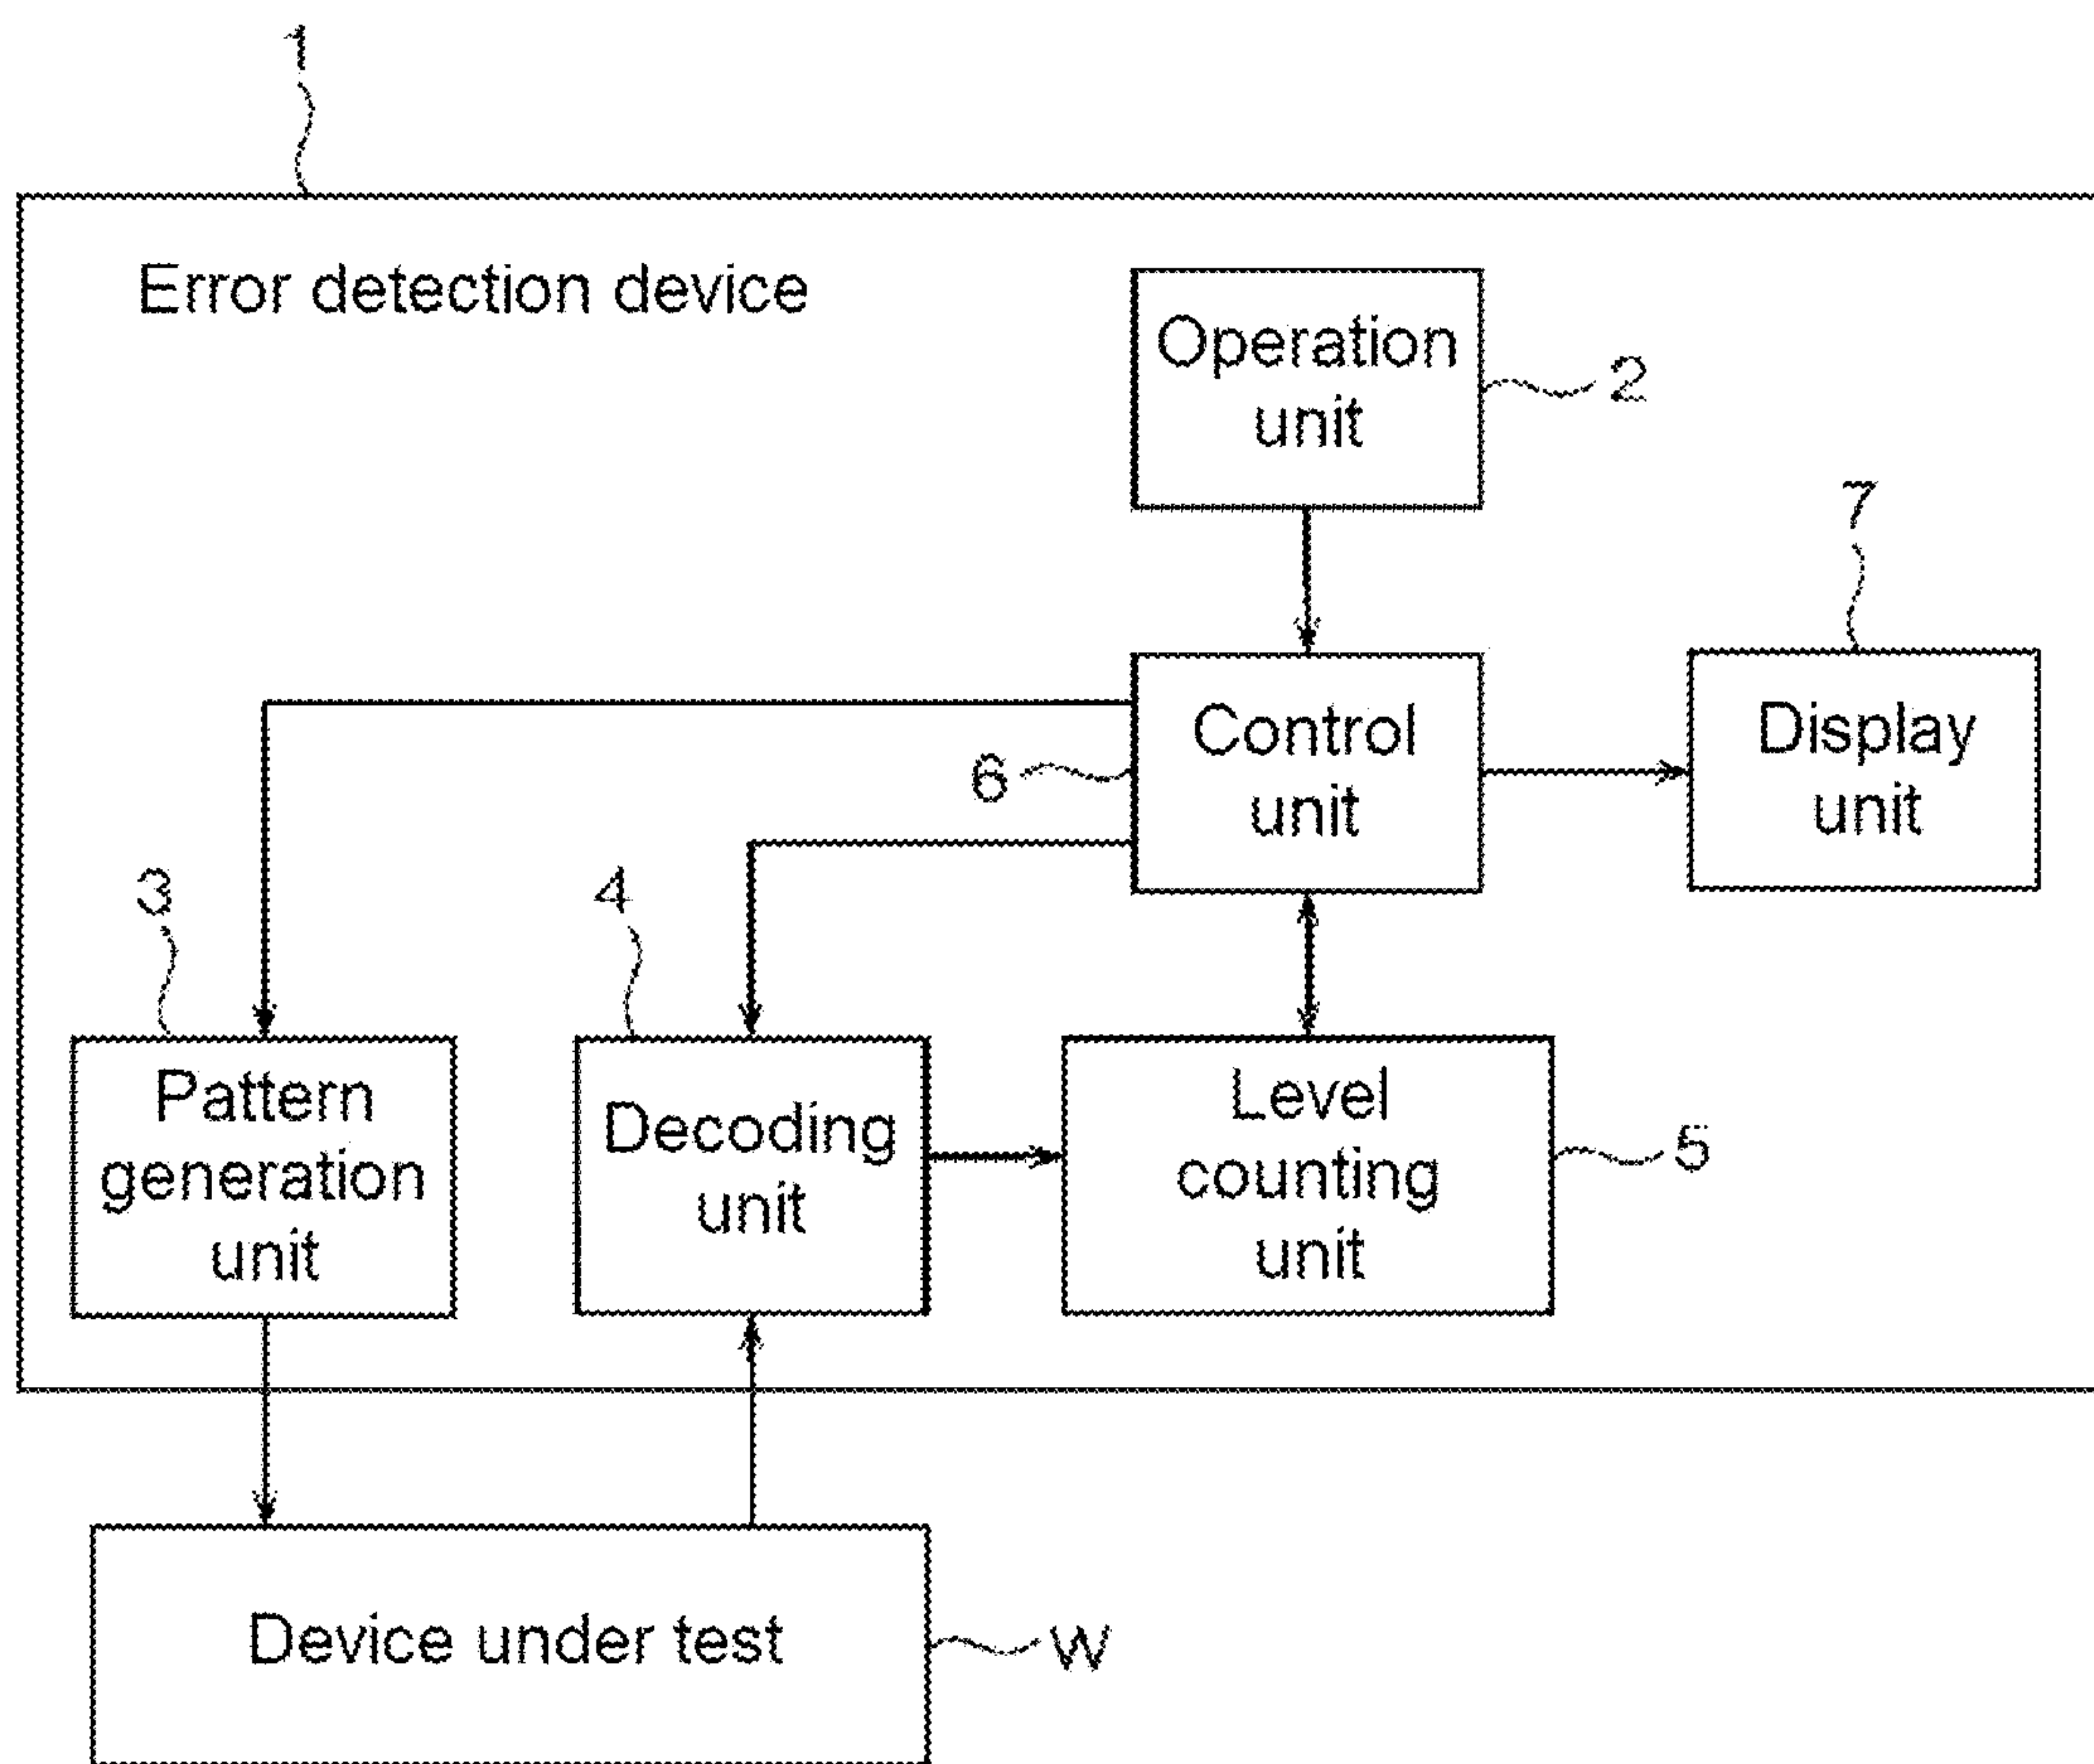 1
Error detection device
Operation
unit
2
7
Control
unit
6
Display
unit
3
4
Pattern
generation
unit
Decoding
unit
Level
counting
unit
5
Device under test
W